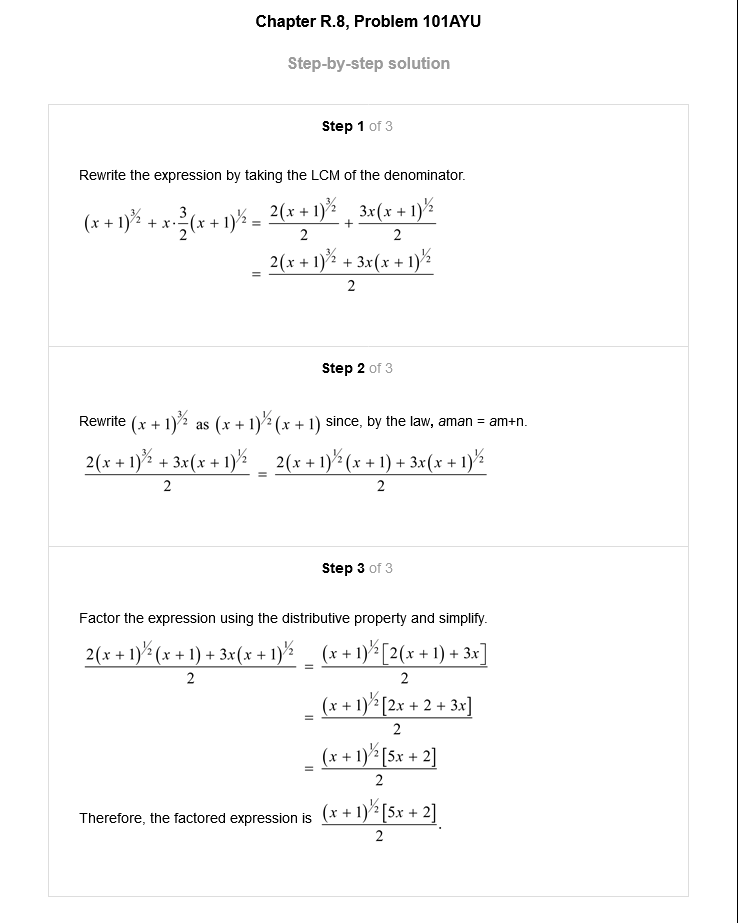 Chapter R.8, Problem 101AYU
Step-by-step solution
Step 1 of 3
Rewrite the expression by taking the LCM of the denominator.
(x + 1)^{3/2} + x·\frac{3}{2}(x + 1)^{1/2} = \frac{2(x + 1)^{3/2}}{2} + \frac{3x(x + 1)^{1/2}}{2}
= \frac{2(x + 1)^{3/2} + 3x(x + 1)^{1/2}}{2}
Step 2 of 3
Rewrite (x + 1)^{3/2} as (x + 1)^{1/2}(x + 1) since, by the law, aman = am+n.
\frac{2(x + 1)^{3/2} + 3x(x + 1)^{1/2}}{2} = \frac{2(x + 1)^{1/2}(x + 1) + 3x(x + 1)^{1/2}}{2}
Step 3 of 3
Factor the expression using the distributive property and simplify.
\frac{2(x + 1)^{1/2}(x + 1) + 3x(x + 1)^{1/2}}{2} = \frac{(x + 1)^{1/2}[2(x + 1) + 3x]}{2}
= \frac{(x + 1)^{1/2}[2x + 2 + 3x]}{2}
= \frac{(x + 1)^{1/2}[5x + 2]}{2}
Therefore, the factored expression is \frac{(x + 1)^{1/2}[5x + 2]}{2}.